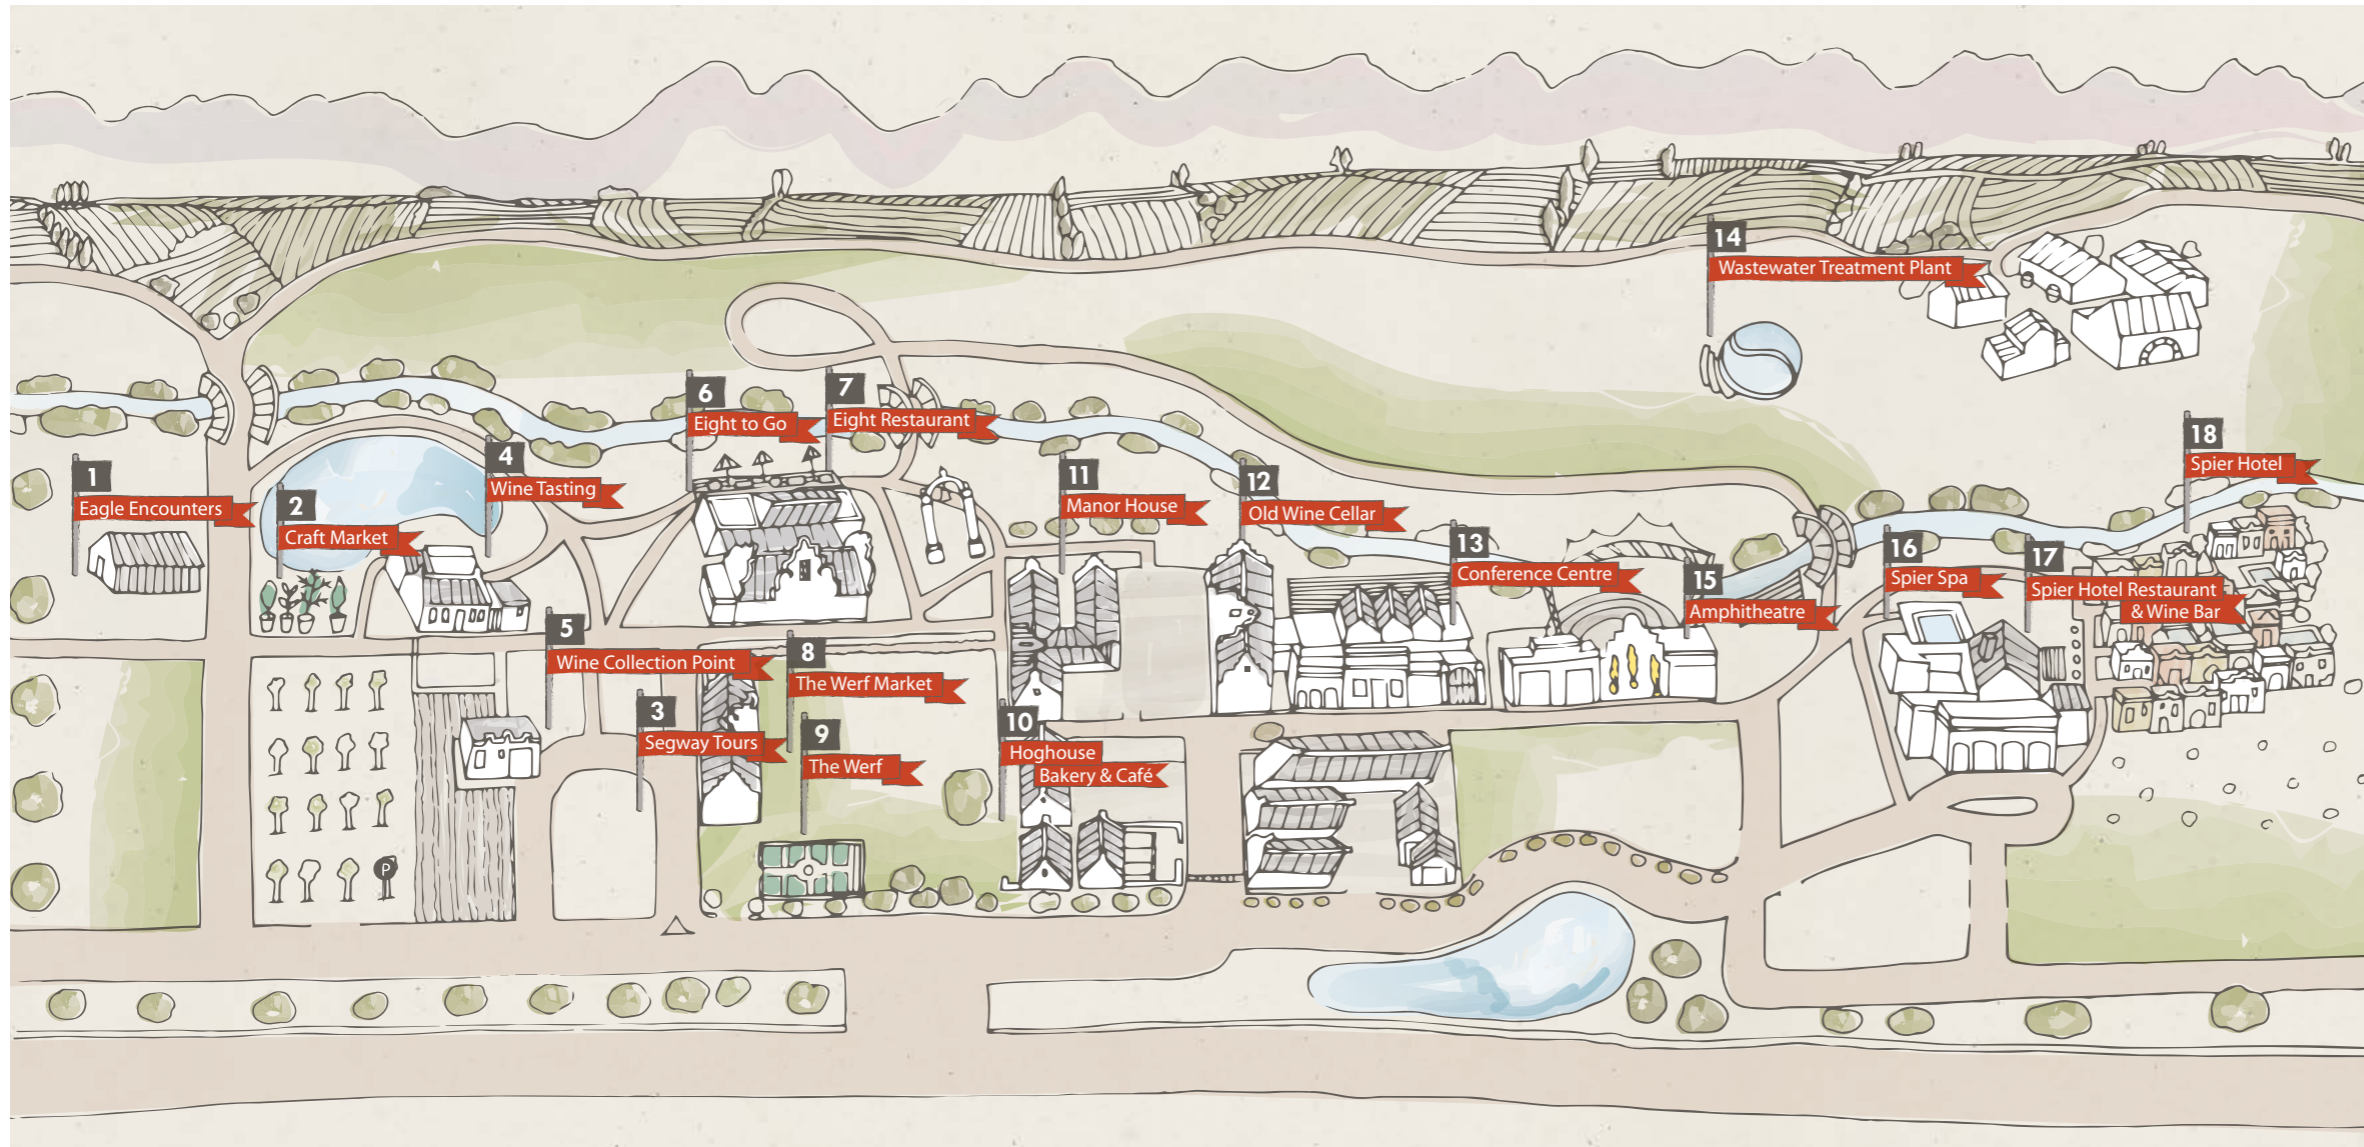 1
Eagle Encounters
2
Craft Market
3
Segway Tours
4
Wine Tasting
5
Wine Collection Point
6
Eight to Go
7
Eight Restaurant
8
The Werf Market
9
The Werf
10
Hoghouse
Bakery & Café
11
Manor House
12
Old Wine Cellar
13
Conference Centre
14
Wastewater Treatment Plant
15
Amphitheatre
16
Spier Spa
17
Spier Hotel Restaurant
& Wine Bar
18
Spier Hotel
P